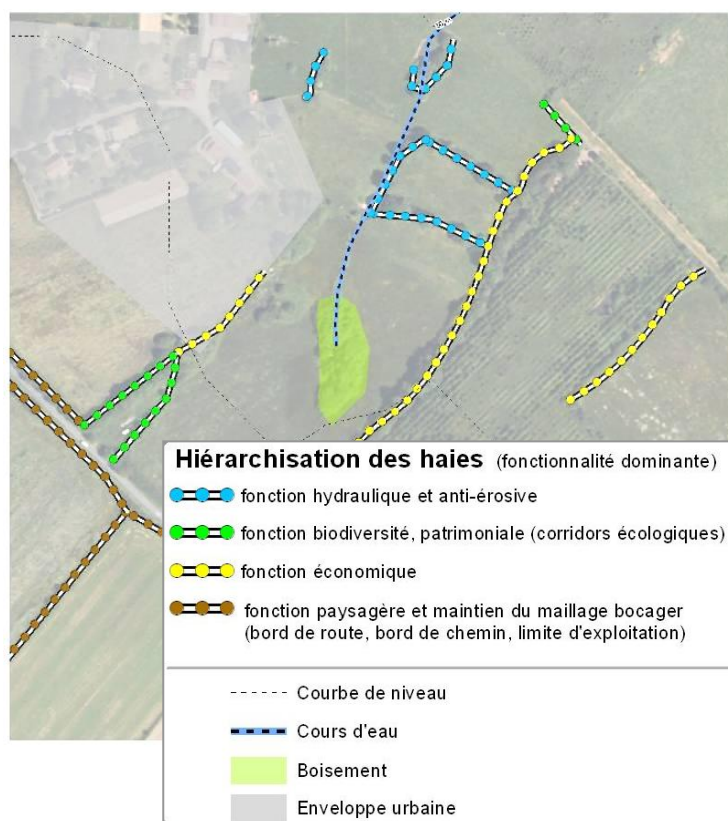 Hiérarchisation des haies (fonctionnalité dominante)
fonction hydraulique et anti-érosive
fonction biodiversité, patrimoniale (corridors écologiques)
fonction économique
fonction paysagère et maintien du maillage bocager
(bord de route, bord de chemin, limite d'exploitation)
Courbe de niveau
Cours d'eau
Boisement
Enveloppe urbaine